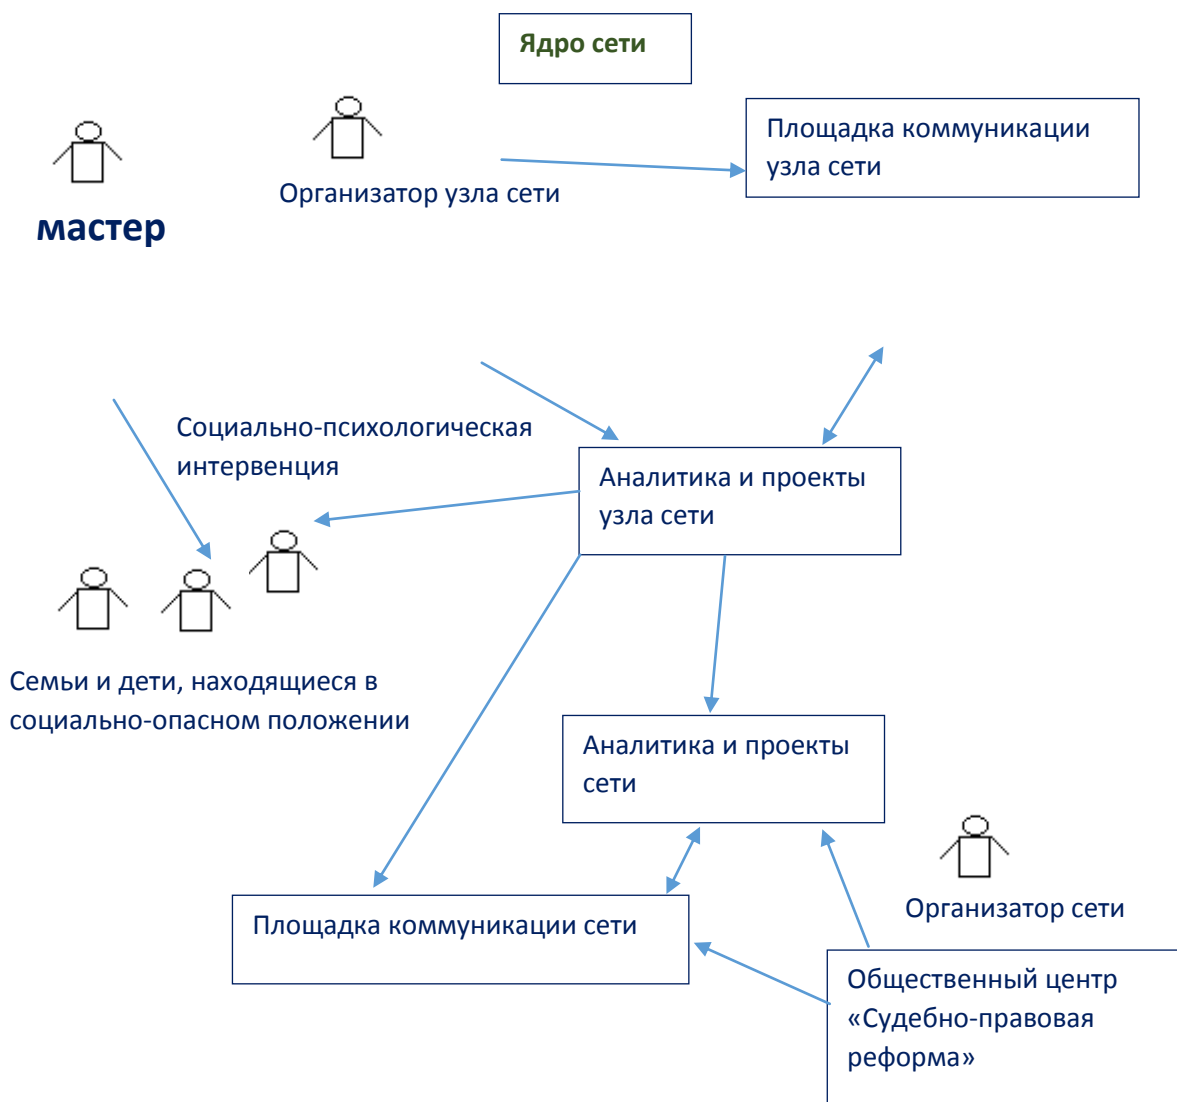 Ядро сети
Площадка коммуникации
узла сети
Организатор узла сети
мастер
Социально-психологическая
интервенция
Аналитика и проекты
узла сети
Семьи и дети, находящиеся в
социально-опасном положении
Аналитика и проекты
сети
Организатор сети
Площадка коммуникации сети
Общественный центр
«Судебно-правовая
реформа»